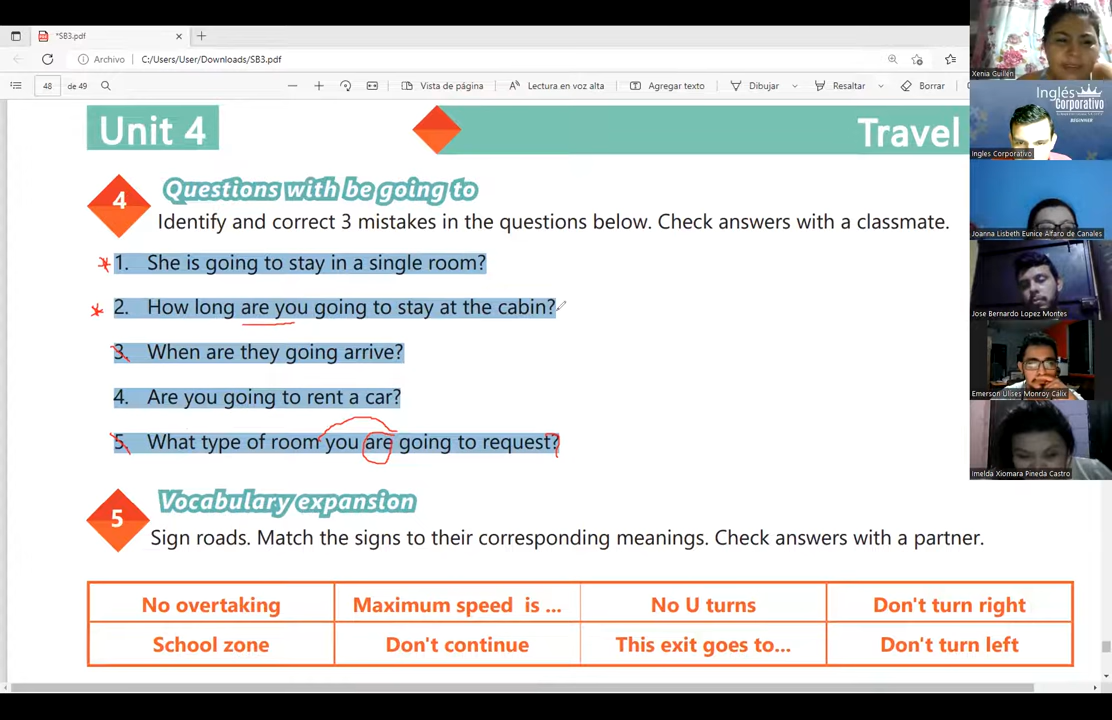 *SB3.pdf
Archivo C:/Users/User/Downloads/SB3.pdf
48 de 49 Vista de página Lectura en voz alta Agregar texto Dibujar Resaltar Borrar
Unit 4 Travel
4 Questions with be going to
Identify and correct 3 mistakes in the questions below. Check answers with a classmate.
1. She is going to stay in a single room?
2. How long are you going to stay at the cabin?
3. When are they going arrive?
4. Are you going to rent a car?
5. What type of room you are going to request?
5 Vocabulary expansion
Sign roads. Match the signs to their corresponding meanings. Check answers with a partner.
No overtaking Maximum speed is ... No U turns Don't turn right
School zone Don't continue This exit goes to... Don't turn left
Xenia Guillén
Inglés
Corporativo
BEGINNER
Ingles Corporativo
Joanna Lisbeth Eunice Alfaro de Canales
Jose Bernardo Lopez Montes
Emerson Ulises Monroy Calix
Imelda Xiomara Pineda Castro